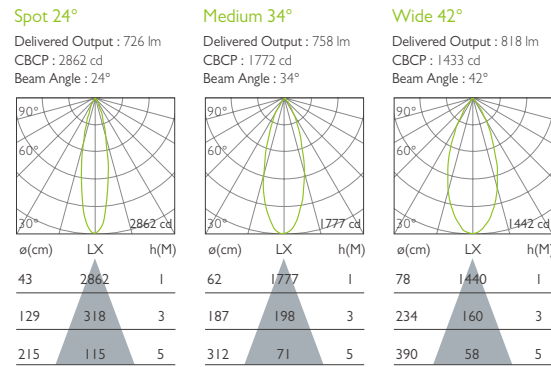 Spot 24°
Delivered Output : 726 lm
CBCP : 2862 cd
Beam Angle : 24°
90°
60°
30°
2862 cd
ø(cm) LX h(M)
43 2862 1
129 318 3
215 115 5
Medium 34°
Delivered Output : 758 lm
CBCP : 1772 cd
Beam Angle : 34°
90°
60°
30°
1777 cd
ø(cm) LX h(M)
62 1777 1
187 198 3
312 71 5
Wide 42°
Delivered Output : 818 lm
CBCP : 1433 cd
Beam Angle : 42°
90°
60°
30°
1442 cd
ø(cm) LX h(M)
78 1440 1
234 160 3
390 58 5